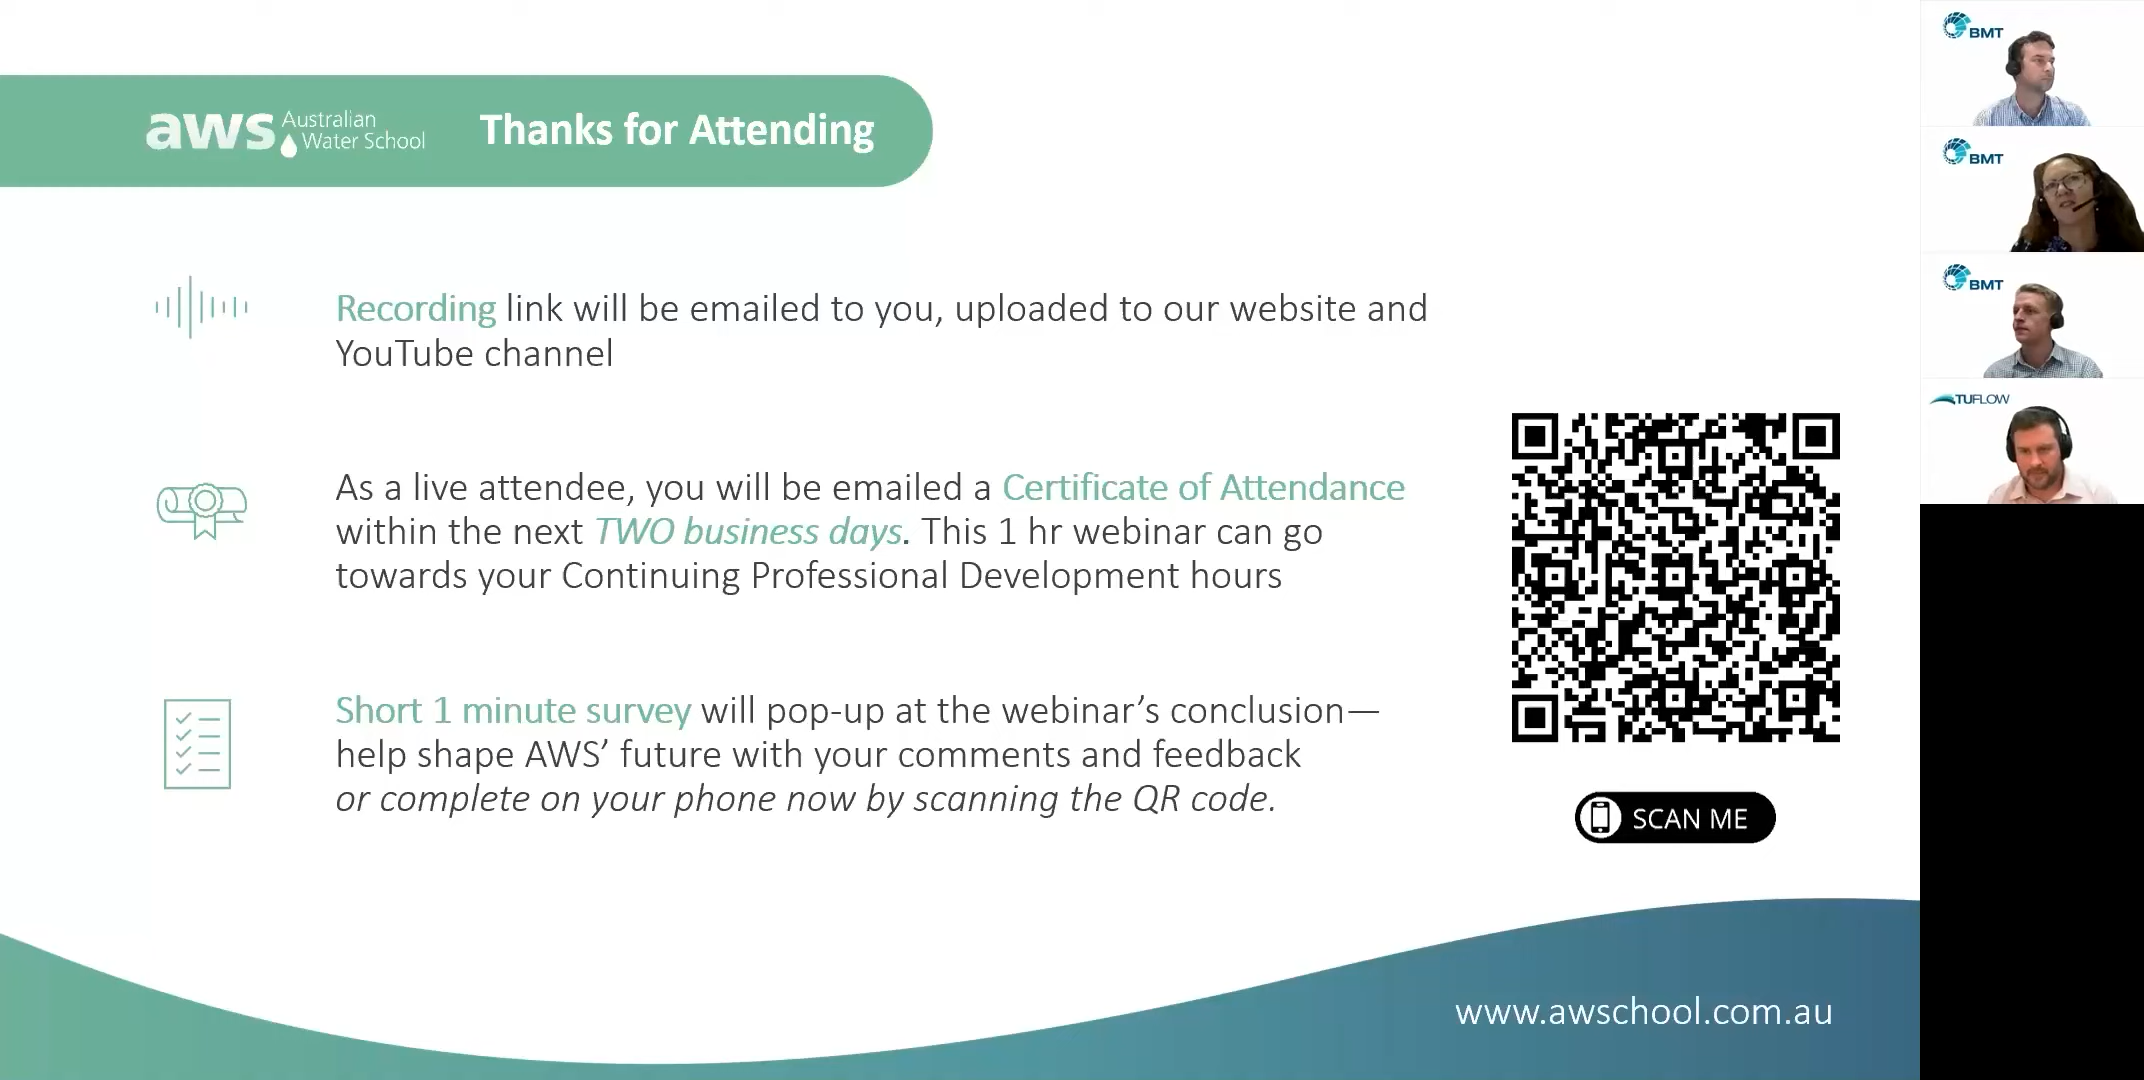 aws Australian
Water School
Thanks for Attending
Recording link will be emailed to you, uploaded to our website and
YouTube channel
As a live attendee, you will be emailed a Certificate of Attendance
within the next TWO business days. This 1 hr webinar can go
towards your Continuing Professional Development hours
Short 1 minute survey will pop-up at the webinar’s conclusion—
help shape AWS’ future with your comments and feedback
or complete on your phone now by scanning the QR code.
SCAN ME
www.awschool.com.au
BMT
BMT
BMT
TUFLOW